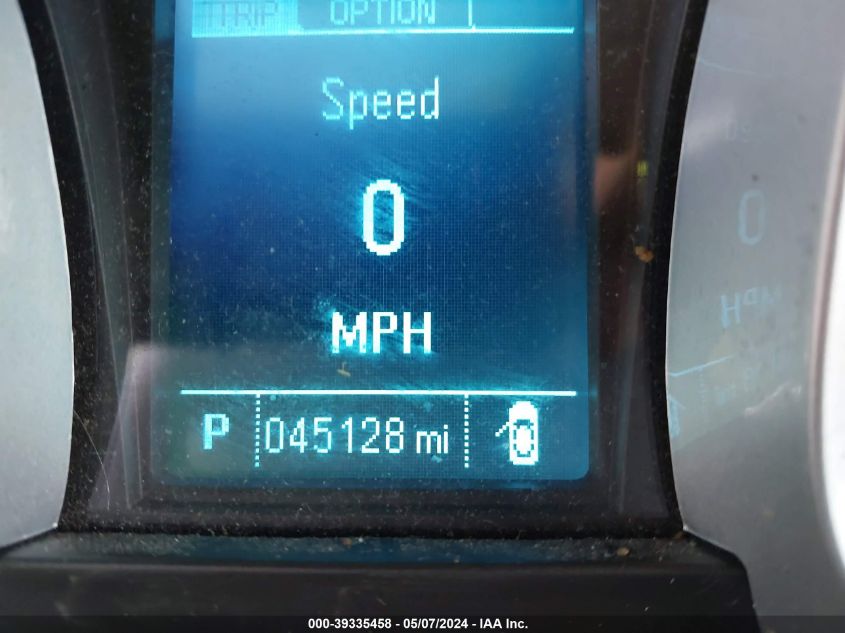 TRIP OPTION
Speed
0
MPH
P 045128 mi
000-39335458 - 05/07/2024 - IAA Inc.